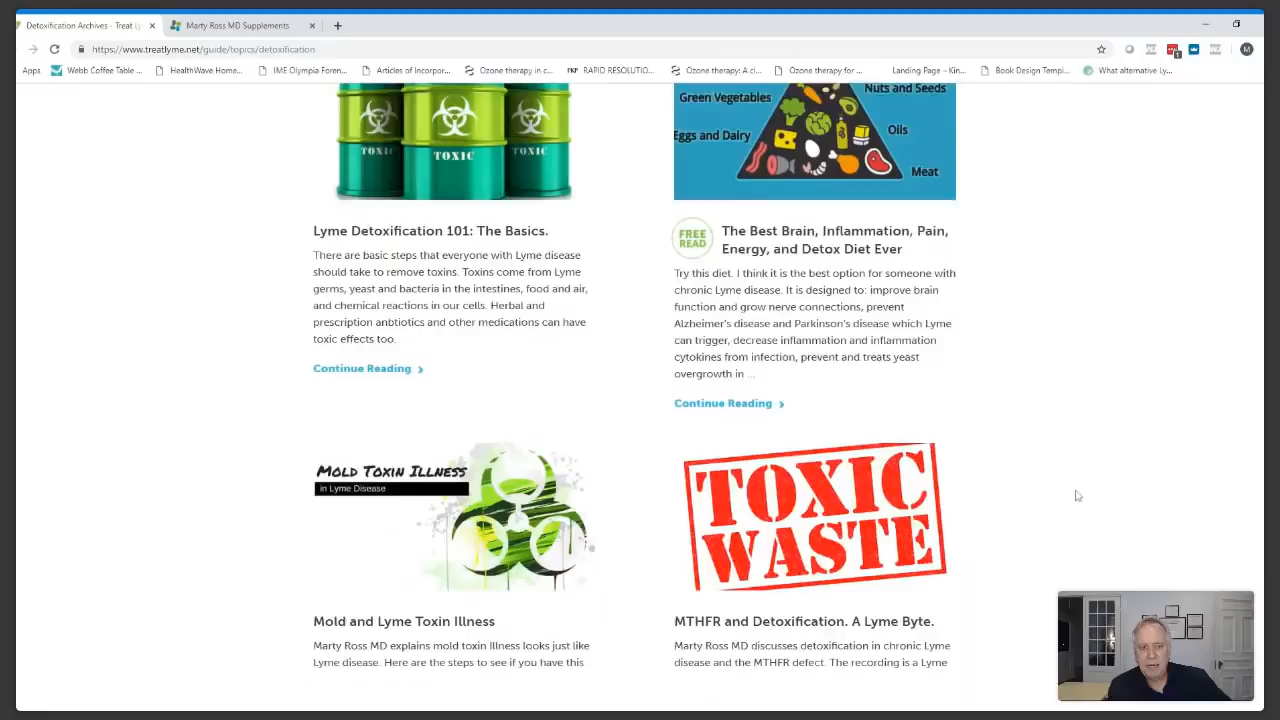 Detoxification Archives - Treat Ly
Marty Ross MD Supplements
https://www.treatlyme.net/guide/topics/detoxification
M
Apps
Webb Coffee Table ...
HealthWave Home...
IME Olympia Foren...
Articles of Incorpor...
Ozone therapy in c...
RAPID RESOLUTIO...
Ozone therapy: A cl...
Ozone therapy for ...
Landing Page – Kin...
Book Design Templ...
What alternative Ly...
TOXIC
TOXIC
TOXIC
Nuts and Seeds
Green Vegetables
Oils
Eggs and Dairy
Meat
Lyme Detoxification 101: The Basics.
There are basic steps that everyone with Lyme disease
should take to remove toxins. Toxins come from Lyme
germs, yeast and bacteria in the intestines, food and air,
and chemical reactions in our cells. Herbal and
prescription anbtiotics and other medications can have
toxic effects too.
Continue Reading
FREE
READ
The Best Brain, Inflammation, Pain,
Energy, and Detox Diet Ever
Try this diet. I think it is the best option for someone with
chronic Lyme disease. It is designed to: improve brain
function and grow nerve connections, prevent
Alzheimer's disease and Parkinson's disease which Lyme
can trigger, decrease inflammation and inflammation
cytokines from infection, prevent and treats yeast
overgrowth in ...
Continue Reading
MOLD TOXIN ILLNESS
in Lyme Disease
Mold and Lyme Toxin Illness
Marty Ross MD explains mold toxin Illness looks just like
Lyme disease. Here are the steps to see if you have this
TOXIC
WASTE
MTHFR and Detoxification. A Lyme Byte.
Marty Ross MD discusses detoxification in chronic Lyme
disease and the MTHFR defect. The recording is a Lyme